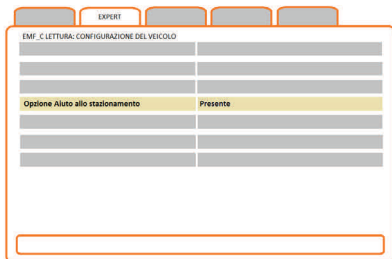 EXPERT
EMF_C LETTURA: CONFIGURAZIONE DEL VEICOLO
Opzione Aiuto allo stazionamento Presente